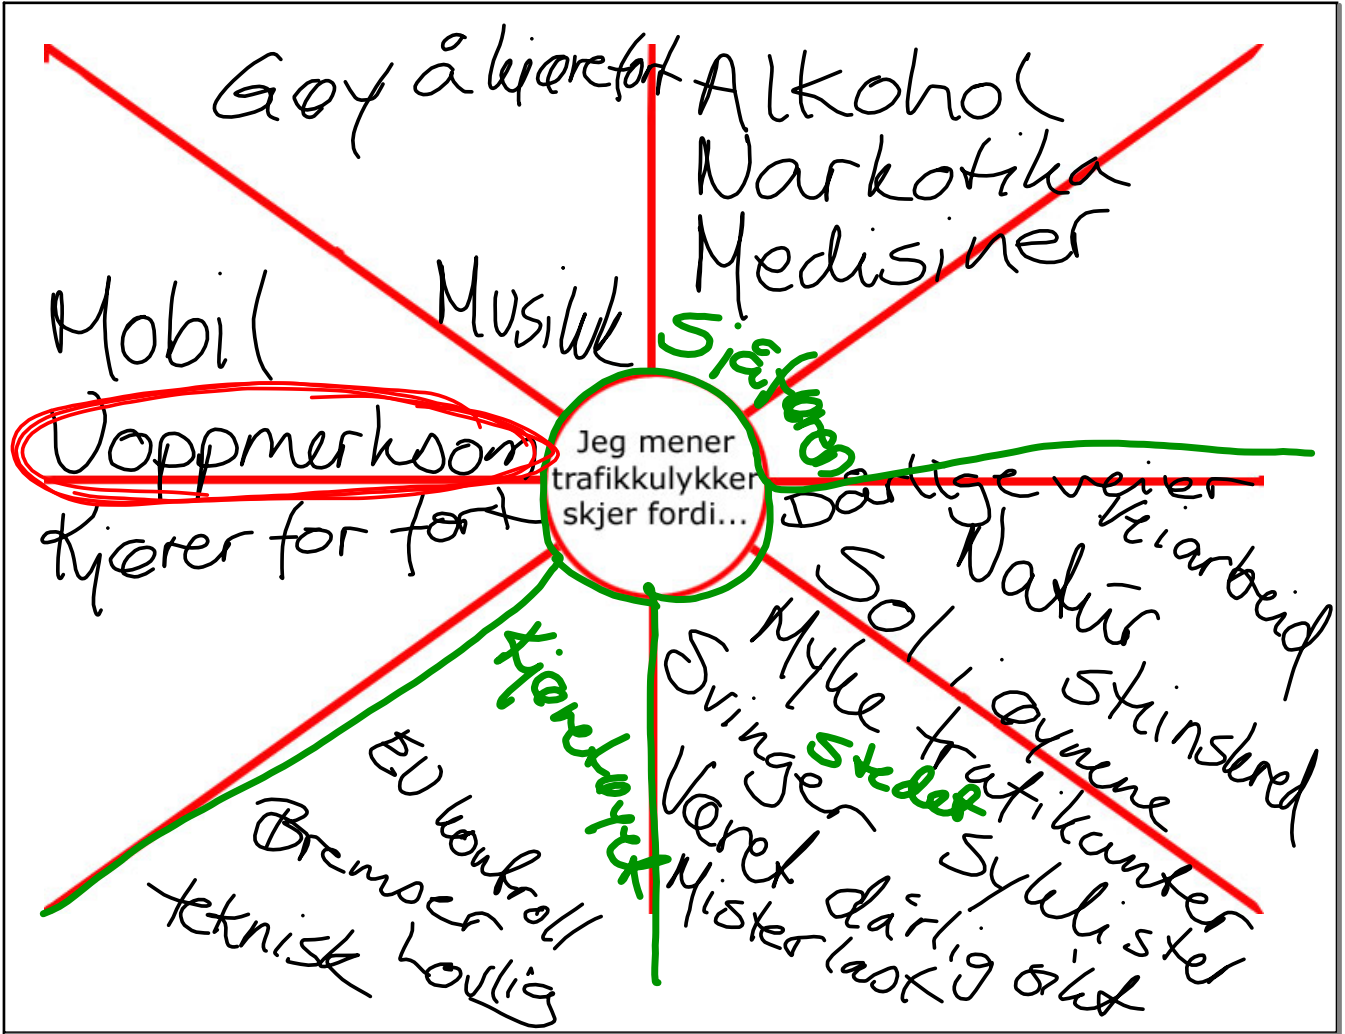 Gøy å kjøre fort
Alkohol
Narkotika
Medisiner
Mobil
Musikk
Sjåføren
Uoppmerksom
Jeg mener
trafikkulykker
skjer fordi...
Kjører for fort
Dårlige veier
Veiarbeid
Natur
Sol i øynene
Steinskred
Myke trafikanter
Syklister
Svinger
stedet
Været dårlig sikt
Mister last
Kjøretøyet
EU kontroll
Bremser
teknisk
lovlig